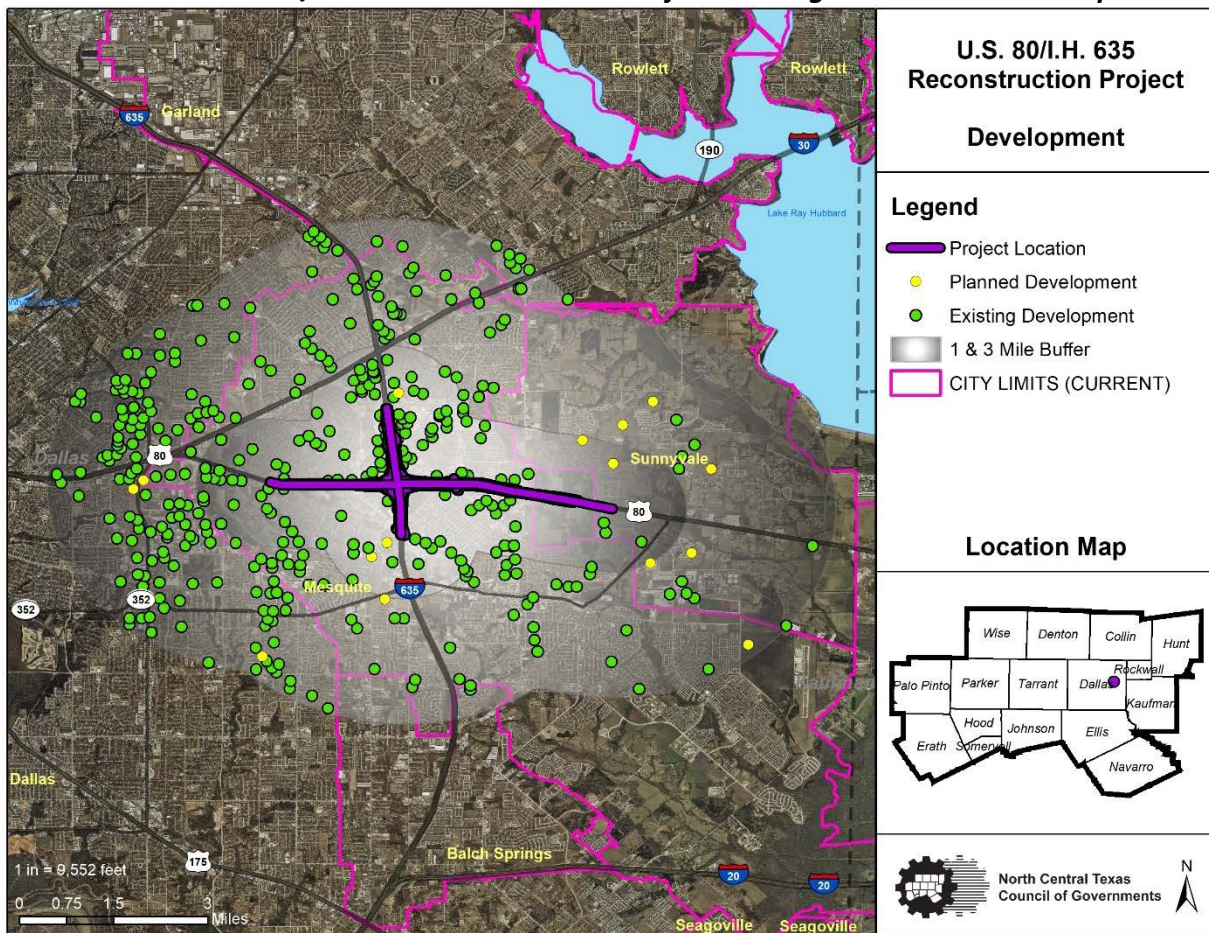 U.S. 80/I.H. 635
Reconstruction Project
Development
Legend
Project Location
Planned Development
Existing Development
1 & 3 Mile Buffer
CITY LIMITS (CURRENT)
Location Map
Wise
Denton
Collin
Hunt
Rockwall
Palo Pinto
Parker
Tarrant
Dallas
Kaufman
Hood
Johnson
Ellis
Erath
Somervell
Navarro
North Central Texas
Council of Governments
N
Rowlett
Rowlett
Garland
635
190
30
Lake Ray Hubbard
Dallas
80
Sunnyvale
80
Mesquite
635
352
352
Dallas
175
Balch Springs
20
20
Seagoville
Seagoville
1 in = 9,552 feet
0 0.75 1.5 3
Miles